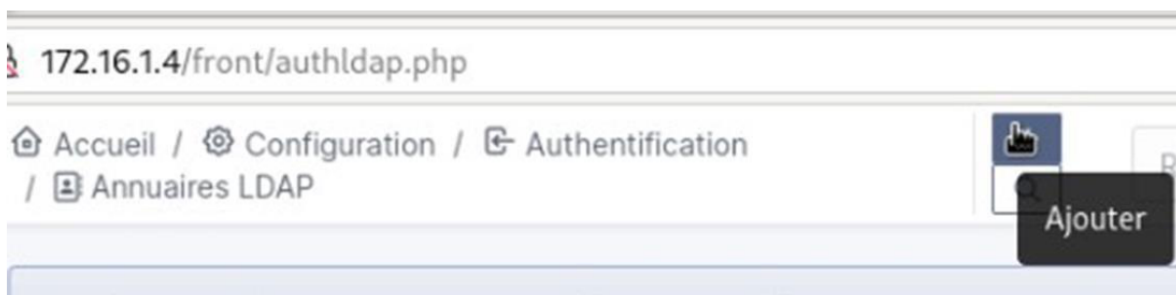 172.16.1.4/front/authldap.php
Accueil / Configuration / Authentification
/ Annuaires LDAP
Ajouter